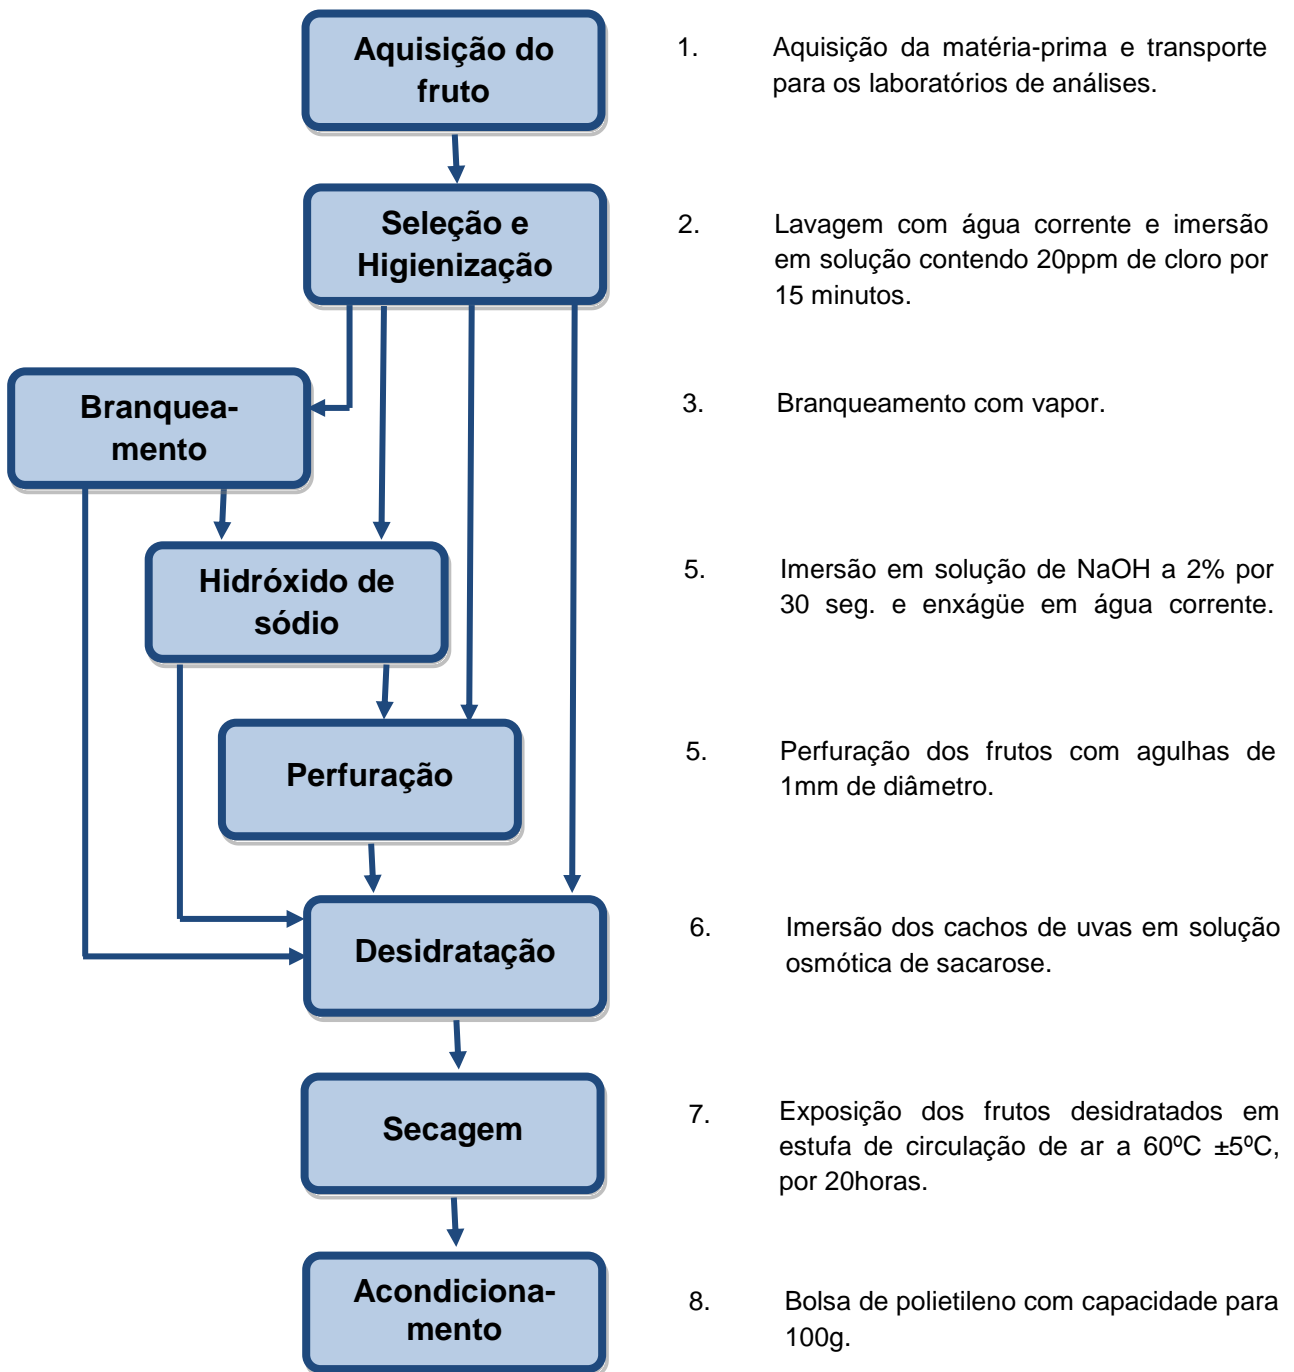 Aquisição do
fruto
1. Aquisição da matéria-prima e transporte
para os laboratórios de análises.
Seleção e
Higienização
2. Lavagem com água corrente e imersão
em solução contendo 20ppm de cloro por
15 minutos.
Branquea-
mento
3. Branqueamento com vapor.
Hidróxido de
sódio
5. Imersão em solução de NaOH a 2% por
30 seg. e enxágüe em água corrente.
Perfuração
5. Perfuração dos frutos com agulhas de
1mm de diâmetro.
Desidratação
6. Imersão dos cachos de uvas em solução
osmótica de sacarose.
Secagem
7. Exposição dos frutos desidratados em
estufa de circulação de ar a 60ºC ±5ºC,
por 20horas.
Acondiciona-
mento
8. Bolsa de polietileno com capacidade para
100g.